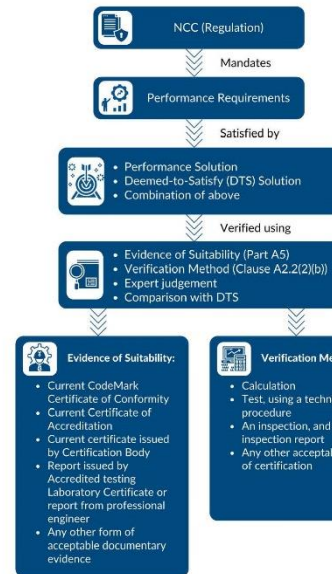 NCC (Regulation)
Mandates
Performance Requirements
Satisfied by
• Performance Solution
• Deemed-to-Satisfy (DTS) Solution
• Combination of above
Verified using
• Evidence of Suitability (Part A5)
• Verification Method (Clause A2.2(2)(b))
• Expert judgement
• Comparison with DTS
Evidence of Suitability:
• Current CodeMark
Certificate of Conformity
• Current Certificate of
Accreditation
• Current certificate issued
by Certification Body
• Report issued by
Accredited testing
Laboratory Certificate or
report from professional
engineer
• Any other form of
acceptable documentary
evidence
Verification Me
• Calculation
• Test, using a techn
procedure
• An inspection, and
inspection report
• Any other acceptal
of certification